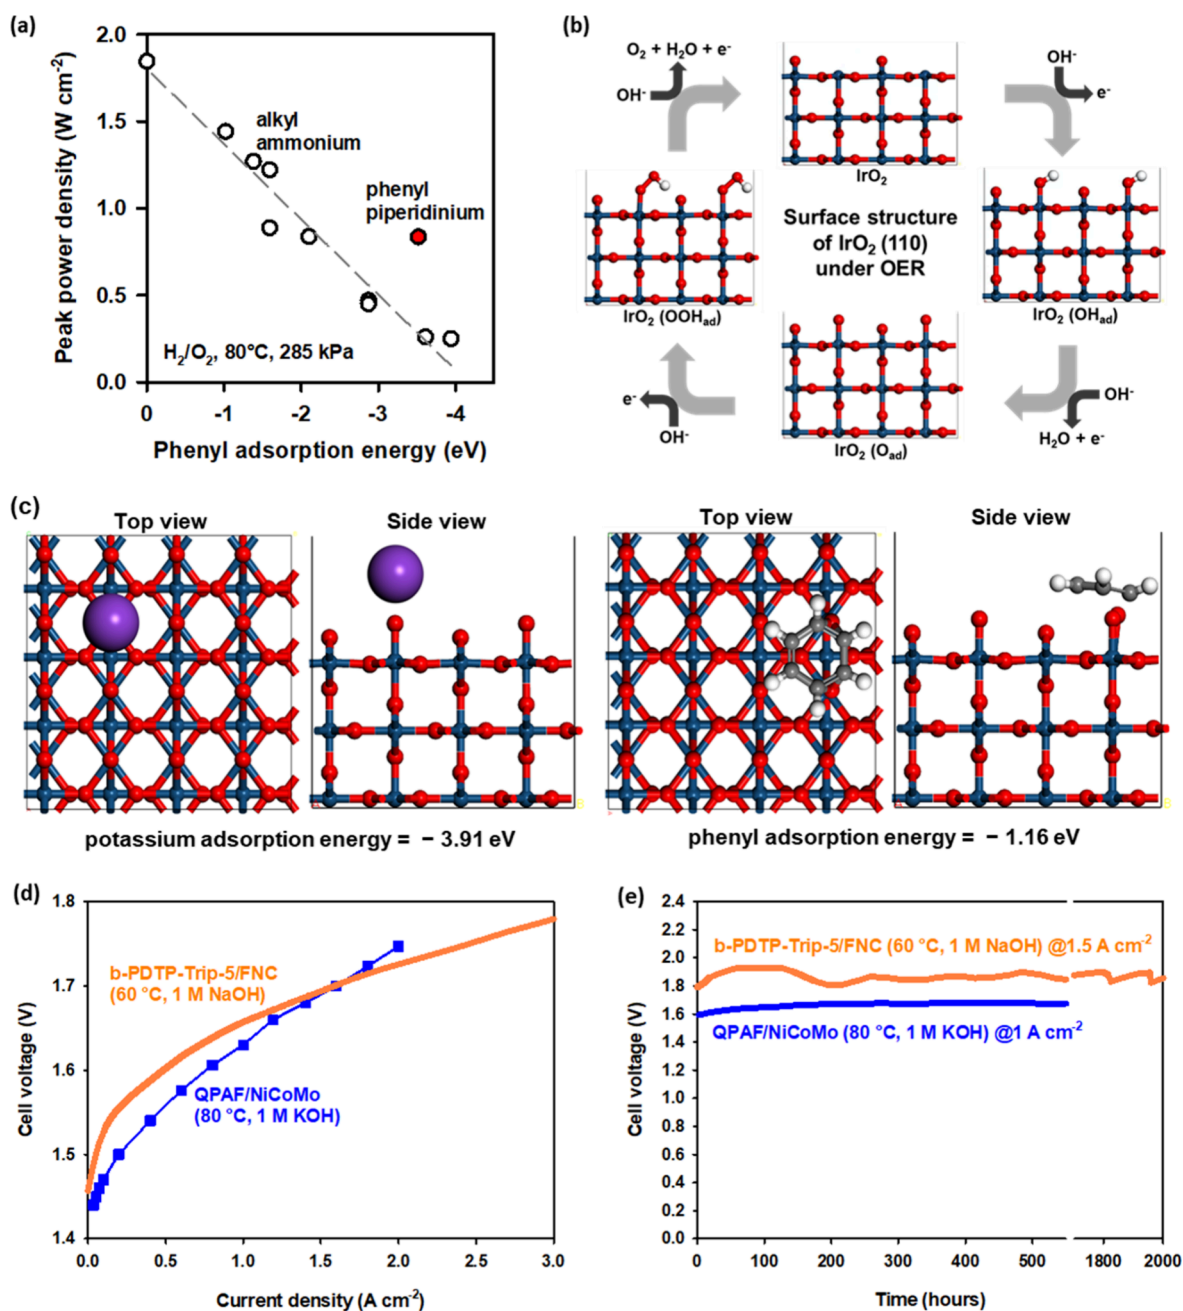 (a)
Peak power density (W cm⁻²)
2.0
1.5
1.0
0.5
0.0
alkyl
ammonium
phenyl
piperidinium
H₂/O₂, 80°C, 285 kPa
0 -1 -2 -3 -4
Phenyl adsorption energy (eV)
(b)
O₂ + H₂O + e⁻
OH⁻
OH⁻
e⁻
IrO₂
Surface structure
of IrO₂ (110)
under OER
IrO₂ (OOHad)
IrO₂ (OHad)
e⁻
OH⁻
OH⁻
H₂O + e⁻
IrO₂ (Oad)
(c)
Top view
Side view
Top view
Side view
potassium adsorption energy = − 3.91 eV
phenyl adsorption energy = − 1.16 eV
(d)
Cell voltage (V)
1.8
1.7
1.6
1.5
1.4
b-PDTP-Trip-5/FNC
(60 °C, 1 M NaOH)
QPAF/NiCoMo
(80 °C, 1 M KOH)
0.0 0.5 1.0 1.5 2.0 2.5 3.0
Current density (A cm⁻²)
(e)
Cell voltage (V)
2.4
2.2
2.0
1.8
1.6
1.4
1.2
1.0
0.8
0.6
0.4
0.2
0.0
b-PDTP-Trip-5/FNC (60 °C, 1 M NaOH) @1.5 A cm⁻²
QPAF/NiCoMo (80 °C, 1 M KOH) @1 A cm⁻²
0 100 200 300 400 500 600 1800 2000
Time (hours)